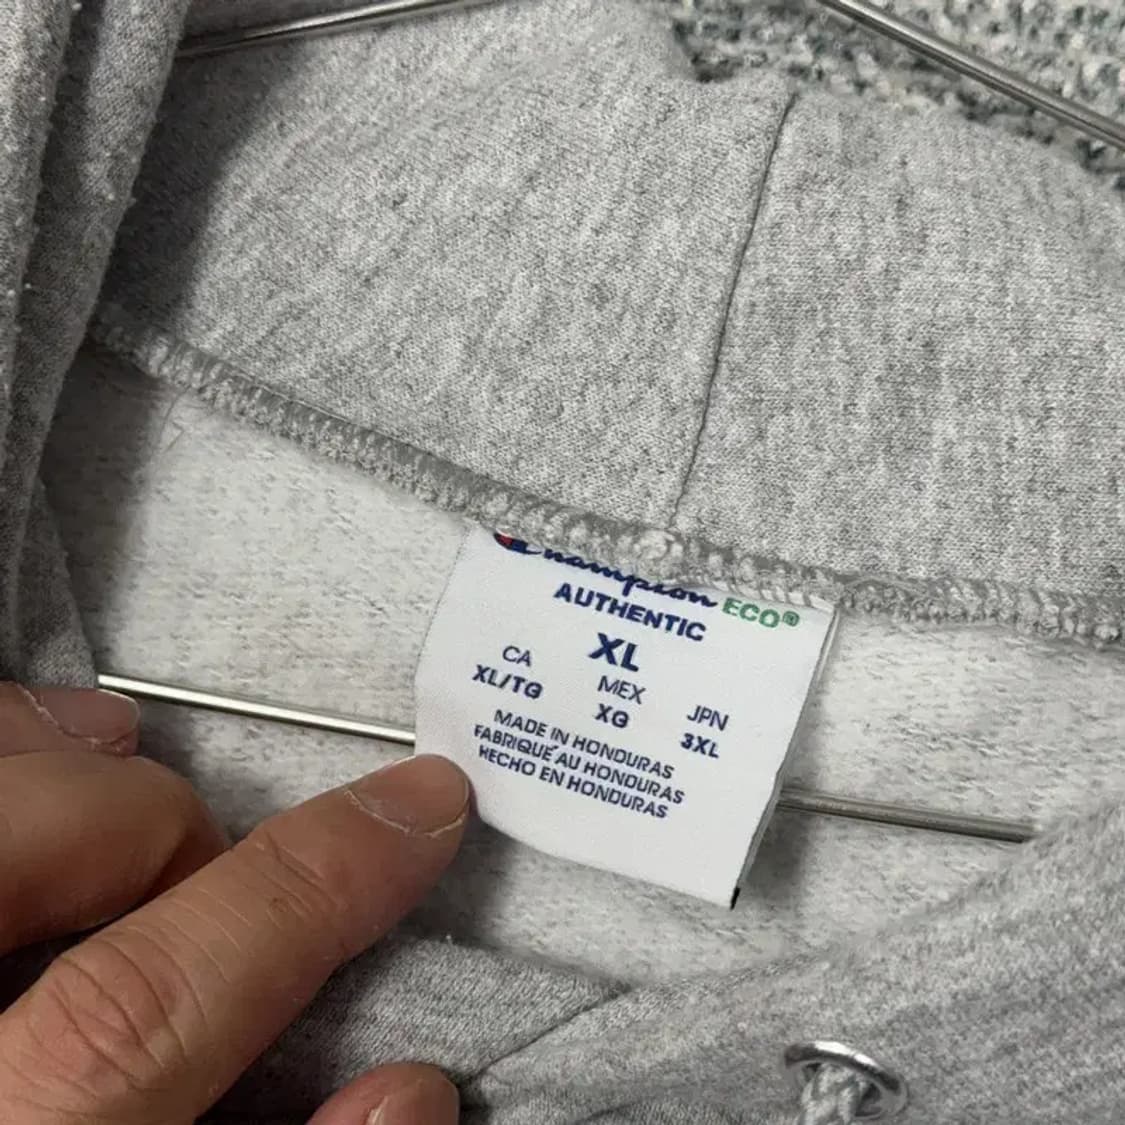 Champion ECO®
AUTHENTIC
XL
CA MEX JPN
XL/TG XG 3XL
MADE IN HONDURAS
FABRIQUÉ AU HONDURAS
HECHO EN HONDURAS